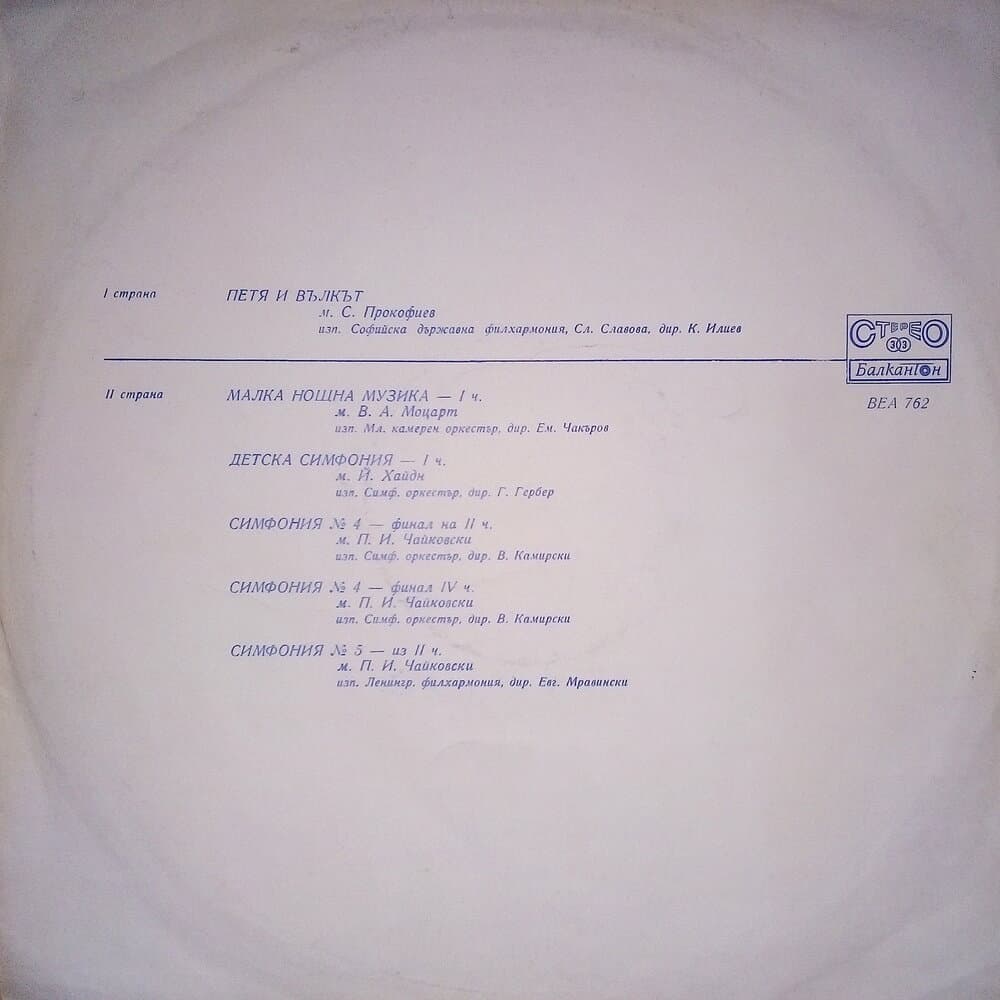 I страна
ПЕТЯ И ВЪЛКЪТ
м. С. Прокофиев
изп. Софийска държавна филхармония, Сл. Славова, дир. К. Илиев
СТЕРЕО
33
Балкантон
ВЕА 762
II страна
МАЛКА НОЩНА МУЗИКА — I ч.
м. В. А. Моцарт
изп. Мл. камерен оркестър, дир. Ем. Чакъров
ДЕТСКА СИМФОНИЯ — I ч.
м. Й. Хайдн
изп. Симф. оркестър, дир. Г. Гербер
СИМФОНИЯ № 4 — финал на II ч.
м. П. И. Чайковски
изп. Симф. оркестър, дир. В. Камирски
СИМФОНИЯ № 4 — финал IV ч.
м. П. И. Чайковски
изп. Симф. оркестър, дир. В. Камирски
СИМФОНИЯ № 5 — из II ч.
м. П. И. Чайковски
изп. Ленингр. филхармония, дир. Евг. Мравински